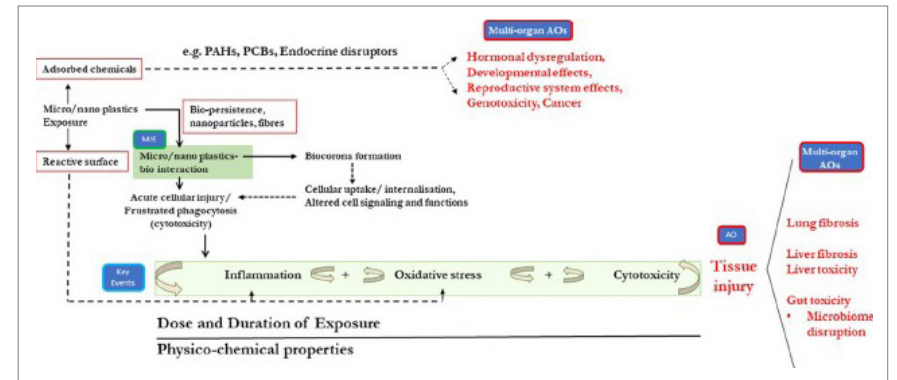 Multi-organ AOs
e.g. PAHs, PCBs, Endocrine disruptors
Hormonal dysregulation,
Developmental effects,
Reproductive system effects,
Genotoxicity, Cancer
Adsorbed chemicals
Micro/nano plastics
Exposure
Bio-persistence,
nanoparticles, fibres
MIE
Reactive surface
Micro/nano plastics-
bio interaction
Biocorona formation
Multi-organ
AOs
Acute cellular injury/
Frustrated phagocytosis
(cytotoxicity)
Cellular uptake/ internalisation,
Altered cell signaling and functions
Lung fibrosis
AO
Key
Events
Inflammation + Oxidative stress + Cytotoxicity
Tissue
injury
Liver fibrosis
Liver toxicity
Gut toxicity
• Microbiome
disruption
Dose and Duration of Exposure
Physico-chemical properties